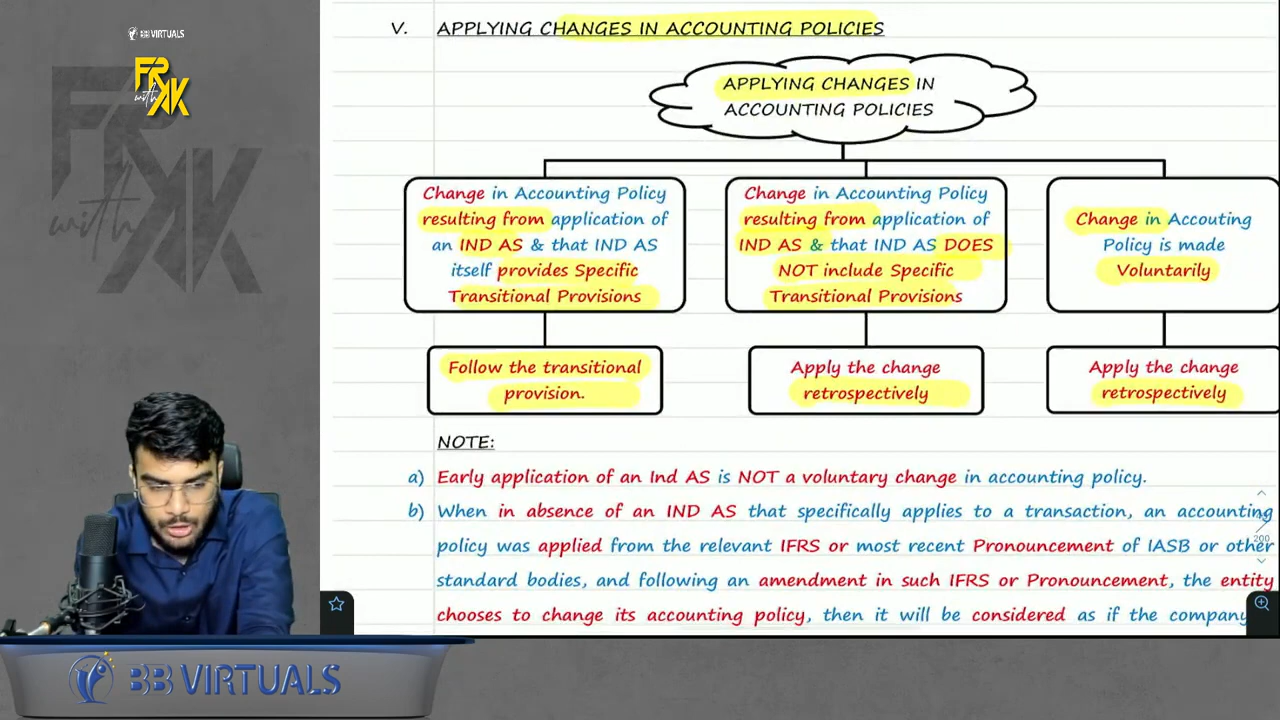 BB VIRTUALS
FR
with AK
V. APPLYING CHANGES IN ACCOUNTING POLICIES
APPLYING CHANGES IN
ACCOUNTING POLICIES
Change in Accounting Policy
resulting from application of
an IND AS & that IND AS
itself provides Specific
Transitional Provisions
Change in Accounting Policy
resulting from application of
IND AS & that IND AS DOES
NOT include Specific
Transitional Provisions
Change in Accouting
Policy is made
Voluntarily
Follow the transitional
provision.
Apply the change
retrospectively
Apply the change
retrospectively
NOTE:
a) Early application of an Ind AS is NOT a voluntary change in accounting policy.
b) When in absence of an IND AS that specifically applies to a transaction, an accounting
policy was applied from the relevant IFRS or most recent Pronouncement of IASB or other
standard bodies, and following an amendment in such IFRS or Pronouncement, the entity
chooses to change its accounting policy, then it will be considered as if the company
200
BB VIRTUALS